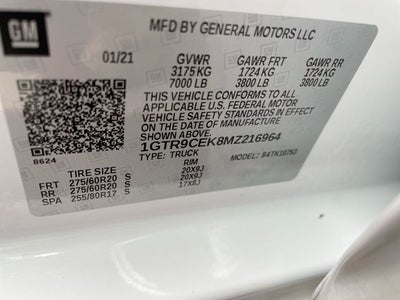 GM
MFD BY GENERAL MOTORS LLC
01/21 GVWR GAWR FRT GAWR RR
3175KG 1724KG 1724KG
7000 LB 3800 LB 3800 LB
THIS VEHICLE CONFORMS TO ALL
APPLICABLE U.S. FEDERAL MOTOR
VEHICLE SAFETY STANDARDS IN EFFECT
ON THE DATE OF MANUFACTURE
SHOWN ABOVE.
8624 1GTR9CEK8MZ216964
TYPE: TRUCK MODEL:
TIRE SIZE RIM
FRT 275/60R20 S 20X9J
RR 275/60R20 S 20X9J
SPA 255/80R17 S 17X8J